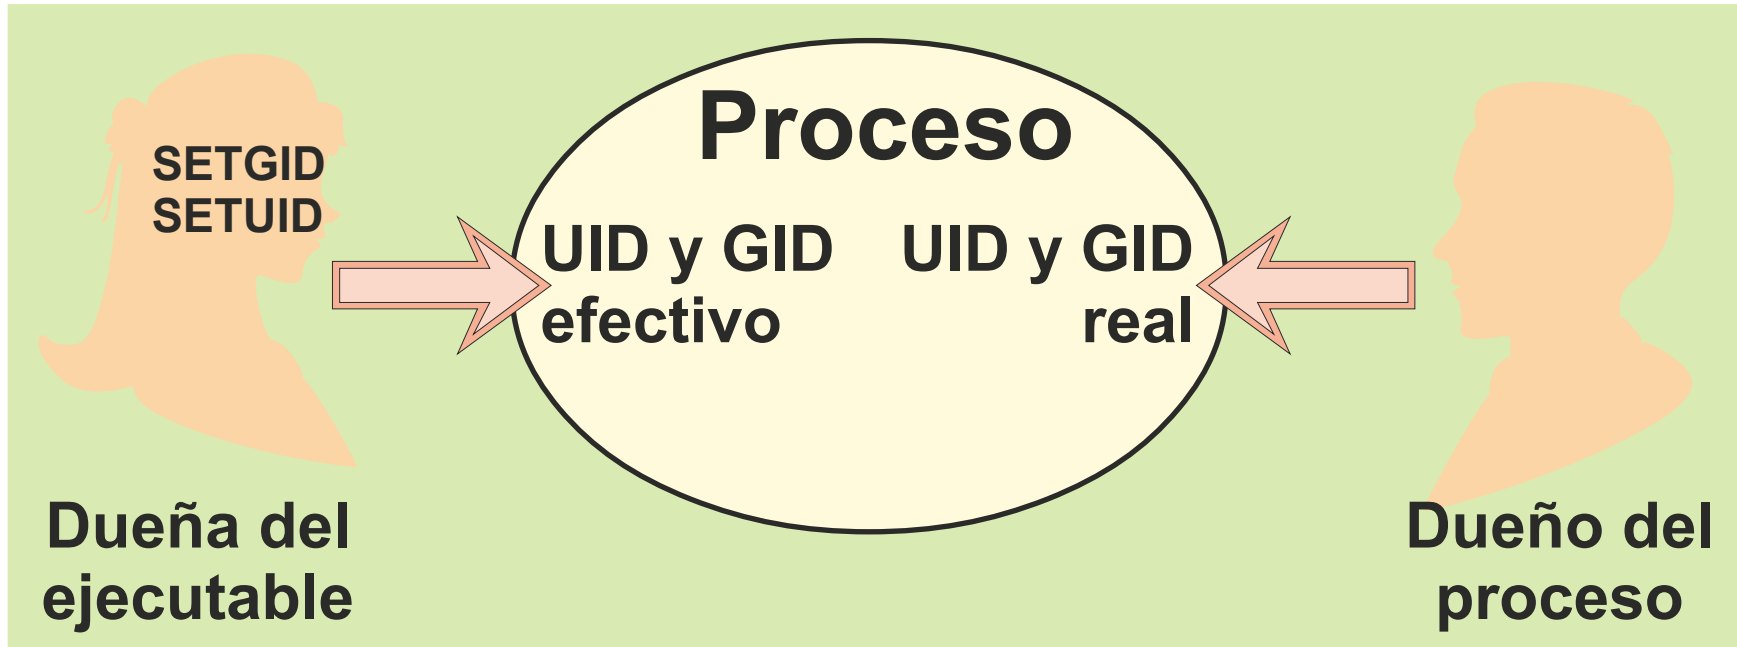 Proceso
SETGID
SETUID
UID y GID
efectivo
UID y GID
real
Dueña del
ejecutable
Dueño del
proceso